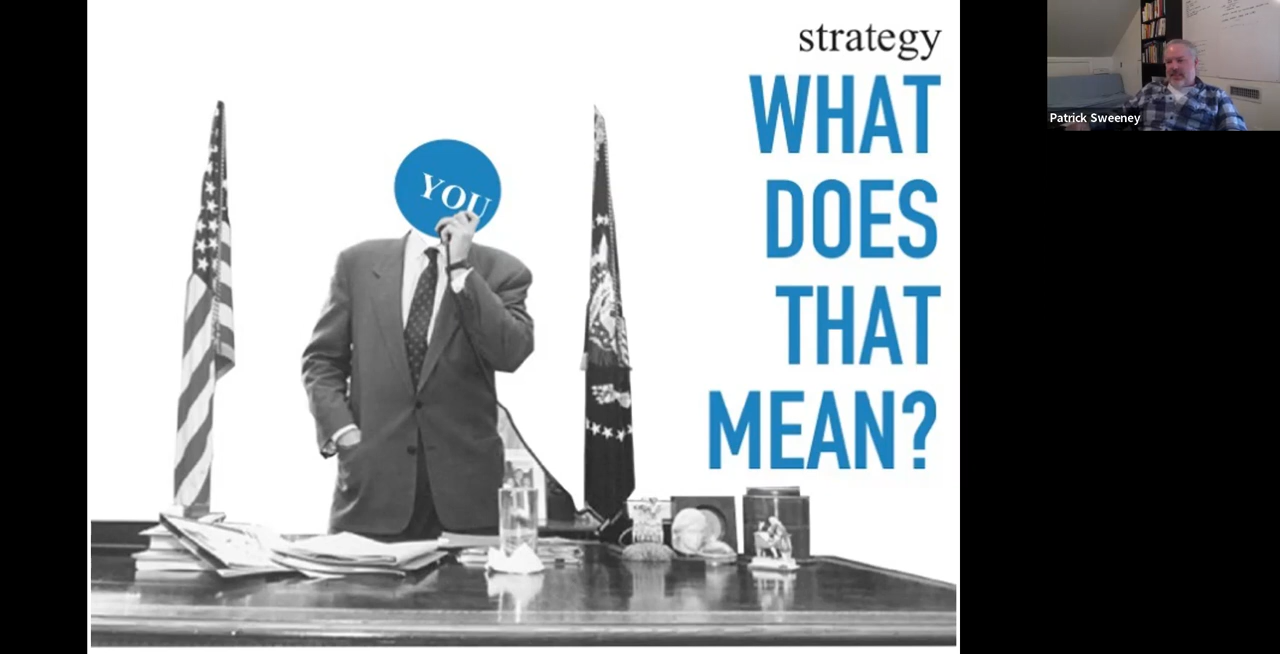 strategy
WHAT
DOES
THAT
MEAN?
YOU
Patrick Sweeney